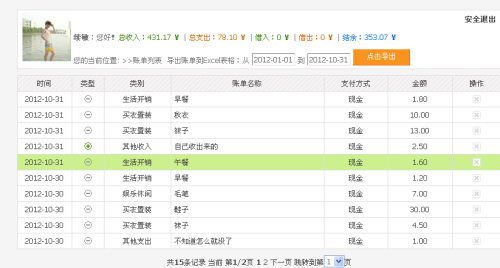 安全退出
续敏：您好！总收入：431.17 ¥ | 总支出：78.10 ¥ | 借入：0 ¥ | 借出：0 ¥ | 结余：353.07 ¥
您的当前位置：>>账单列表 导出账单到Excel表格：从 2012-01-01 到 2012-10-31 点击导出
时间 类型 类别 账单名称 支付方式 金额 操作
2012-10-31 生活开销 早餐 现金 1.80
2012-10-31 买衣置装 秋衣 现金 10.00
2012-10-31 买衣置装 袜子 现金 13.00
2012-10-31 其他收入 自己收出来的 现金 2.50
2012-10-31 生活开销 午餐 现金 1.60
2012-10-30 生活开销 早餐 现金 1.20
2012-10-30 娱乐休闲 毛笔 现金 7.00
2012-10-30 买衣置装 鞋子 现金 30.00
2012-10-30 买衣置装 袜子 现金 4.50
2012-10-30 其他支出 不知道怎么就没了 现金 1.00
共15条记录 当前 第1/2页 1 2 下一页 跳转到第 1 页